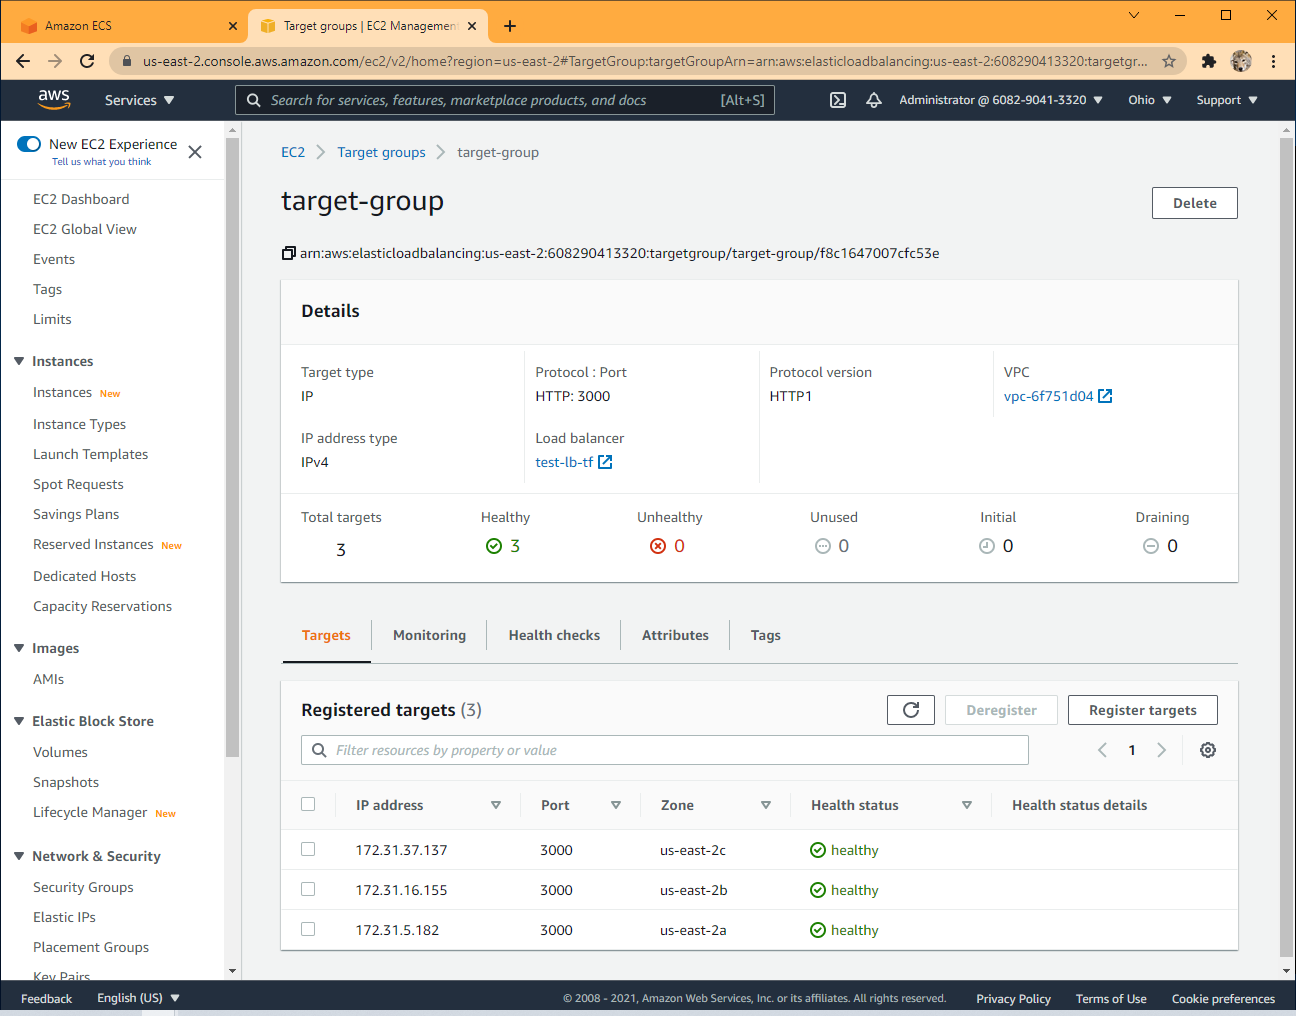 Amazon ECS
Target groups | EC2 Management
us-east-2.console.aws.amazon.com/ec2/v2/home?region=us-east-2#TargetGroup:targetGroupArn=arn:aws:elasticloadbalancing:us-east-2:608290413320:targetgr...
aws Services Search for services, features, marketplace products, and docs [Alt+S] Administrator @ 6082-9041-3320 Ohio Support
New EC2 Experience
Tell us what you think
EC2 Dashboard
EC2 Global View
Events
Tags
Limits
Instances
Instances New
Instance Types
Launch Templates
Spot Requests
Savings Plans
Reserved Instances New
Dedicated Hosts
Capacity Reservations
Images
AMIs
Elastic Block Store
Volumes
Snapshots
Lifecycle Manager New
Network & Security
Security Groups
Elastic IPs
Placement Groups
Key Pairs
EC2 Target groups target-group
target-group
Delete
arn:aws:elasticloadbalancing:us-east-2:608290413320:targetgroup/target-group/f8c1647007cfc53e
Details
Target type Protocol : Port Protocol version VPC
IP HTTP: 3000 HTTP1 vpc-6f751d04
IP address type Load balancer
IPv4 test-lb-tf
Total targets Healthy Unhealthy Unused Initial Draining
3 3 0 0 0 0
Targets Monitoring Health checks Attributes Tags
Registered targets (3) Deregister Register targets
Filter resources by property or value 1
IP address Port Zone Health status Health status details
172.31.37.137 3000 us-east-2c healthy
172.31.16.155 3000 us-east-2b healthy
172.31.5.182 3000 us-east-2a healthy
Feedback English (US) © 2008 - 2021, Amazon Web Services, Inc. or its affiliates. All rights reserved. Privacy Policy Terms of Use Cookie preferences